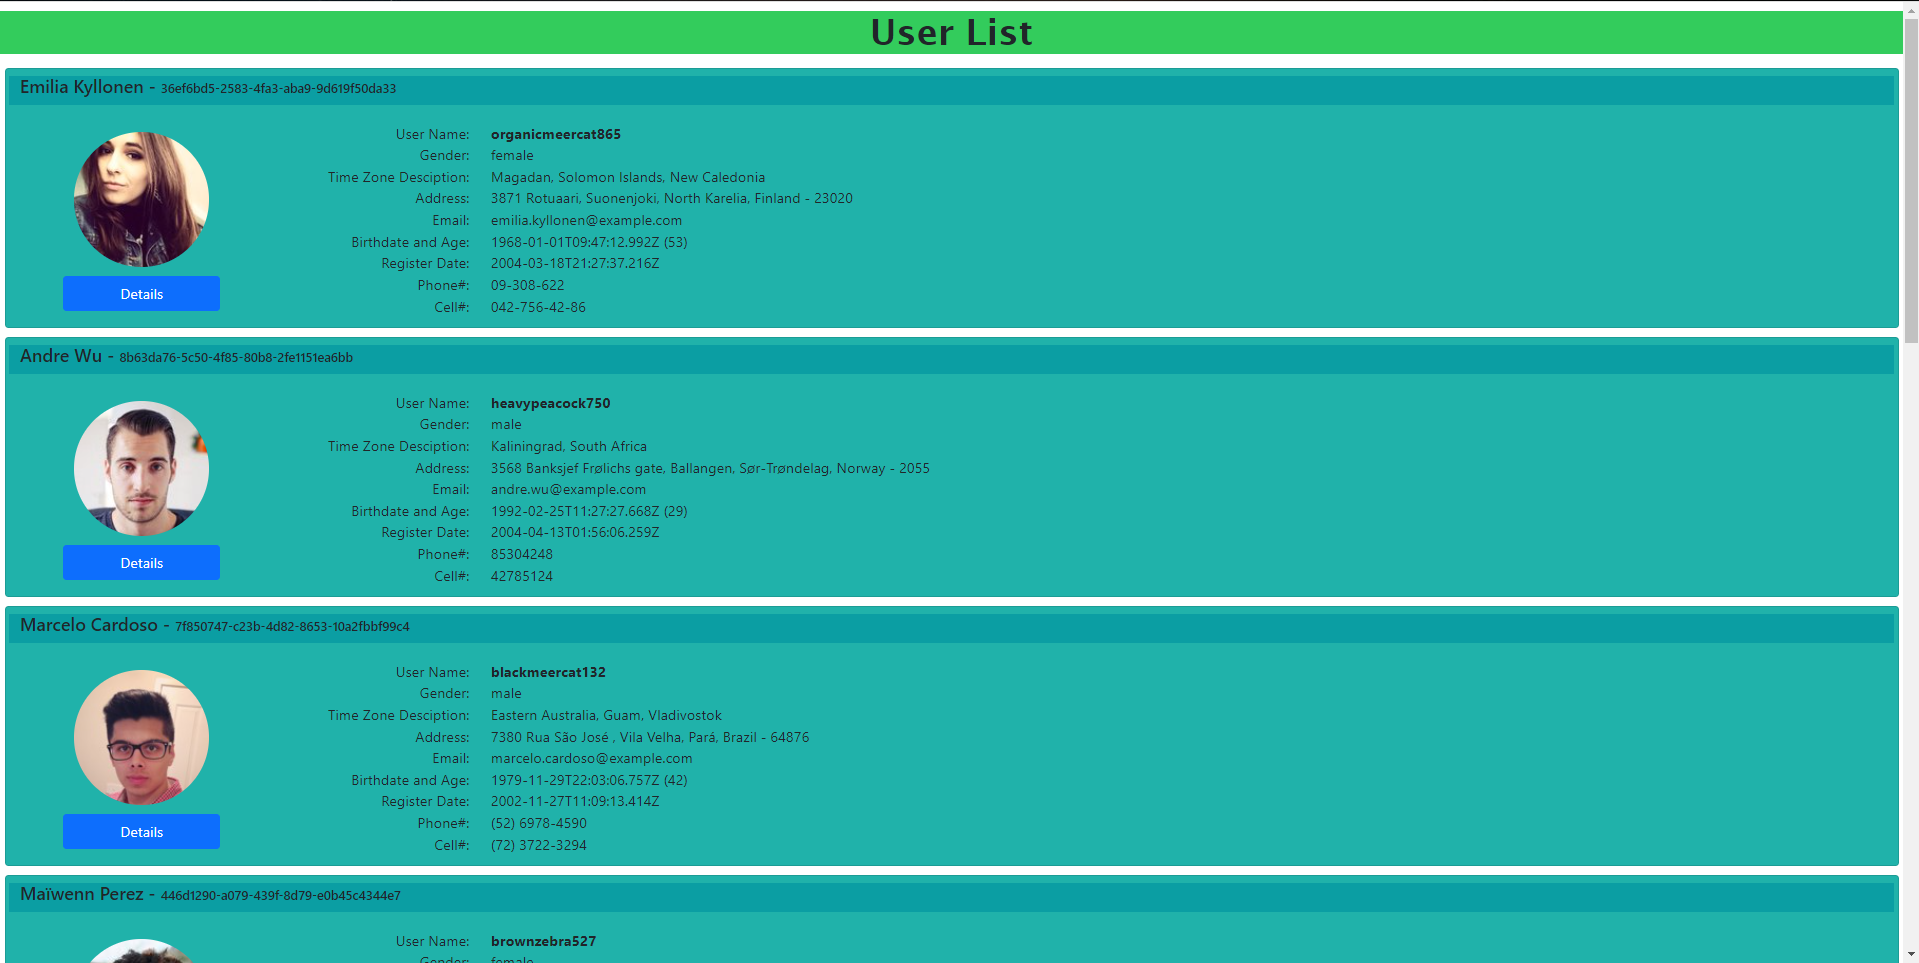 User List
Emilia Kyllonen - 36ef6bd5-2583-4fa3-aba9-9d619f50da33
User Name: organicmeercat865
Gender: female
Time Zone Desciption: Magadan, Solomon Islands, New Caledonia
Address: 3871 Rotuaari, Suonenjoki, North Karelia, Finland - 23020
Email: emilia.kyllonen@example.com
Birthdate and Age: 1968-01-01T09:47:12.992Z (53)
Register Date: 2004-03-18T21:27:37.216Z
Phone#: 09-308-622
Cell#: 042-756-42-86
Details
Andre Wu - 8b63da76-5c50-4f85-80b8-2fe1151ea6bb
User Name: heavypeacock750
Gender: male
Time Zone Desciption: Kaliningrad, South Africa
Address: 3568 Banksjef Frølichs gate, Ballangen, Sør-Trøndelag, Norway - 2055
Email: andre.wu@example.com
Birthdate and Age: 1992-02-25T11:27:27.668Z (29)
Register Date: 2004-04-13T01:56:06.259Z
Phone#: 85304248
Cell#: 42785124
Details
Marcelo Cardoso - 7f850747-c23b-4d82-8653-10a2fbbf99c4
User Name: blackmeercat132
Gender: male
Time Zone Desciption: Eastern Australia, Guam, Vladivostok
Address: 7380 Rua São José , Vila Velha, Pará, Brazil - 64876
Email: marcelo.cardoso@example.com
Birthdate and Age: 1979-11-29T22:03:06.757Z (42)
Register Date: 2002-11-27T11:09:13.414Z
Phone#: (52) 6978-4590
Cell#: (72) 3722-3294
Details
Maïwenn Perez - 446d1290-a079-439f-8d79-e0b45c4344e7
User Name: brownzebra527
Gender: female